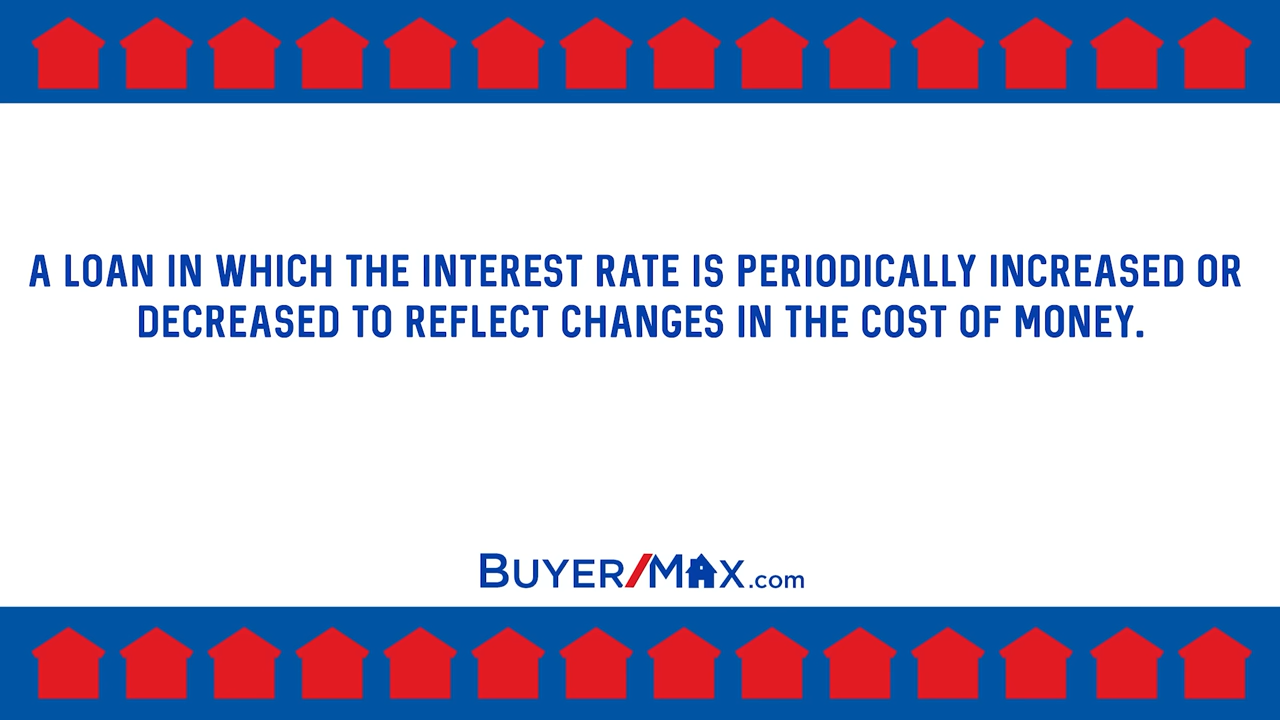 A LOAN IN WHICH THE INTEREST RATE IS PERIODICALLY INCREASED OR
DECREASED TO REFLECT CHANGES IN THE COST OF MONEY.
BUYER/MAX.com